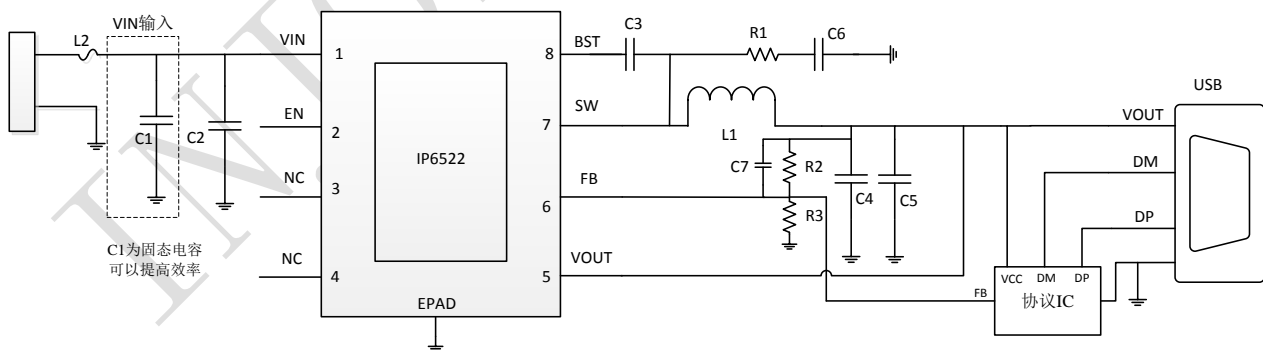 VIN输入
L2
VIN
1
EN
2
NC
3
NC
4
C1
C2
C1为固态电容
可以提高效率
IP6522
EPAD
8
BST
7
SW
6
FB
5
VOUT
C3
R1
C6
L1
C7
R2
R3
C4
C5
USB
VOUT
DM
DP
VCC
DM
DP
FB
协议IC